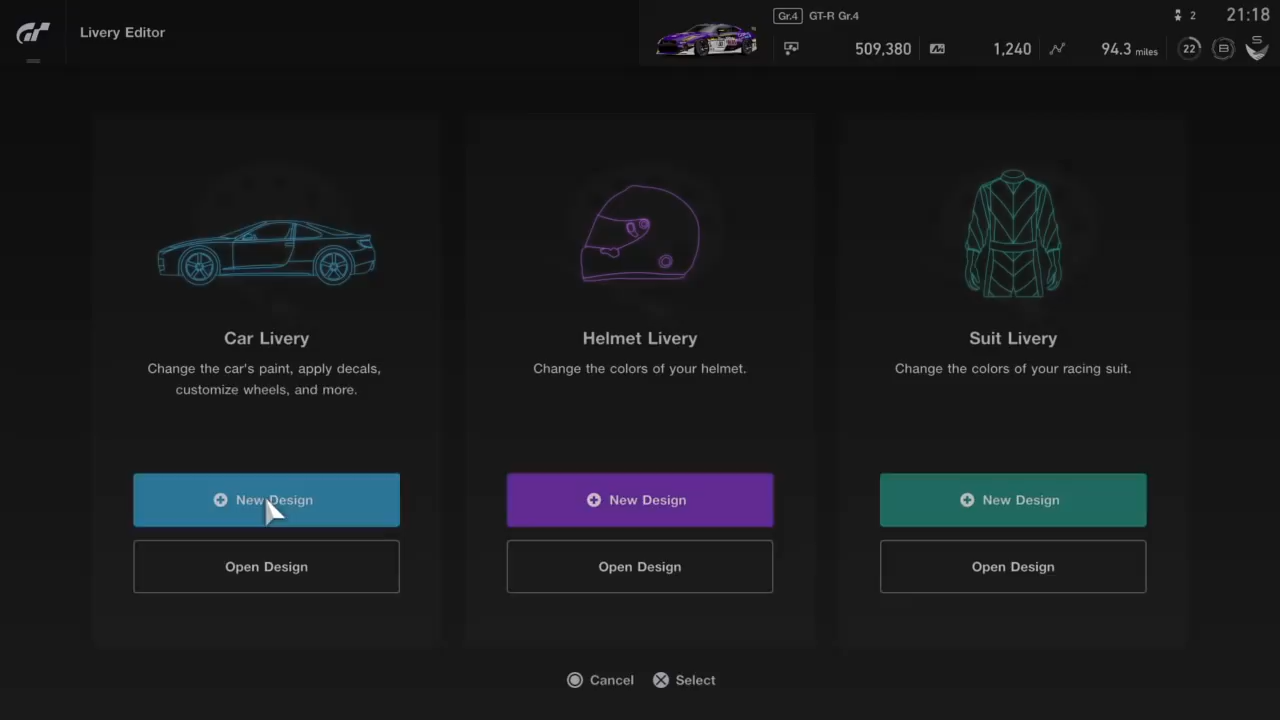 Livery Editor
Gr.4 GT-R Gr.4
2
21:18
509,380
1,240
94.3 miles
22
B
S
Car Livery
Change the car's paint, apply decals,
customize wheels, and more.
New Design
Open Design
Helmet Livery
Change the colors of your helmet.
New Design
Open Design
Suit Livery
Change the colors of your racing suit.
New Design
Open Design
Cancel
Select